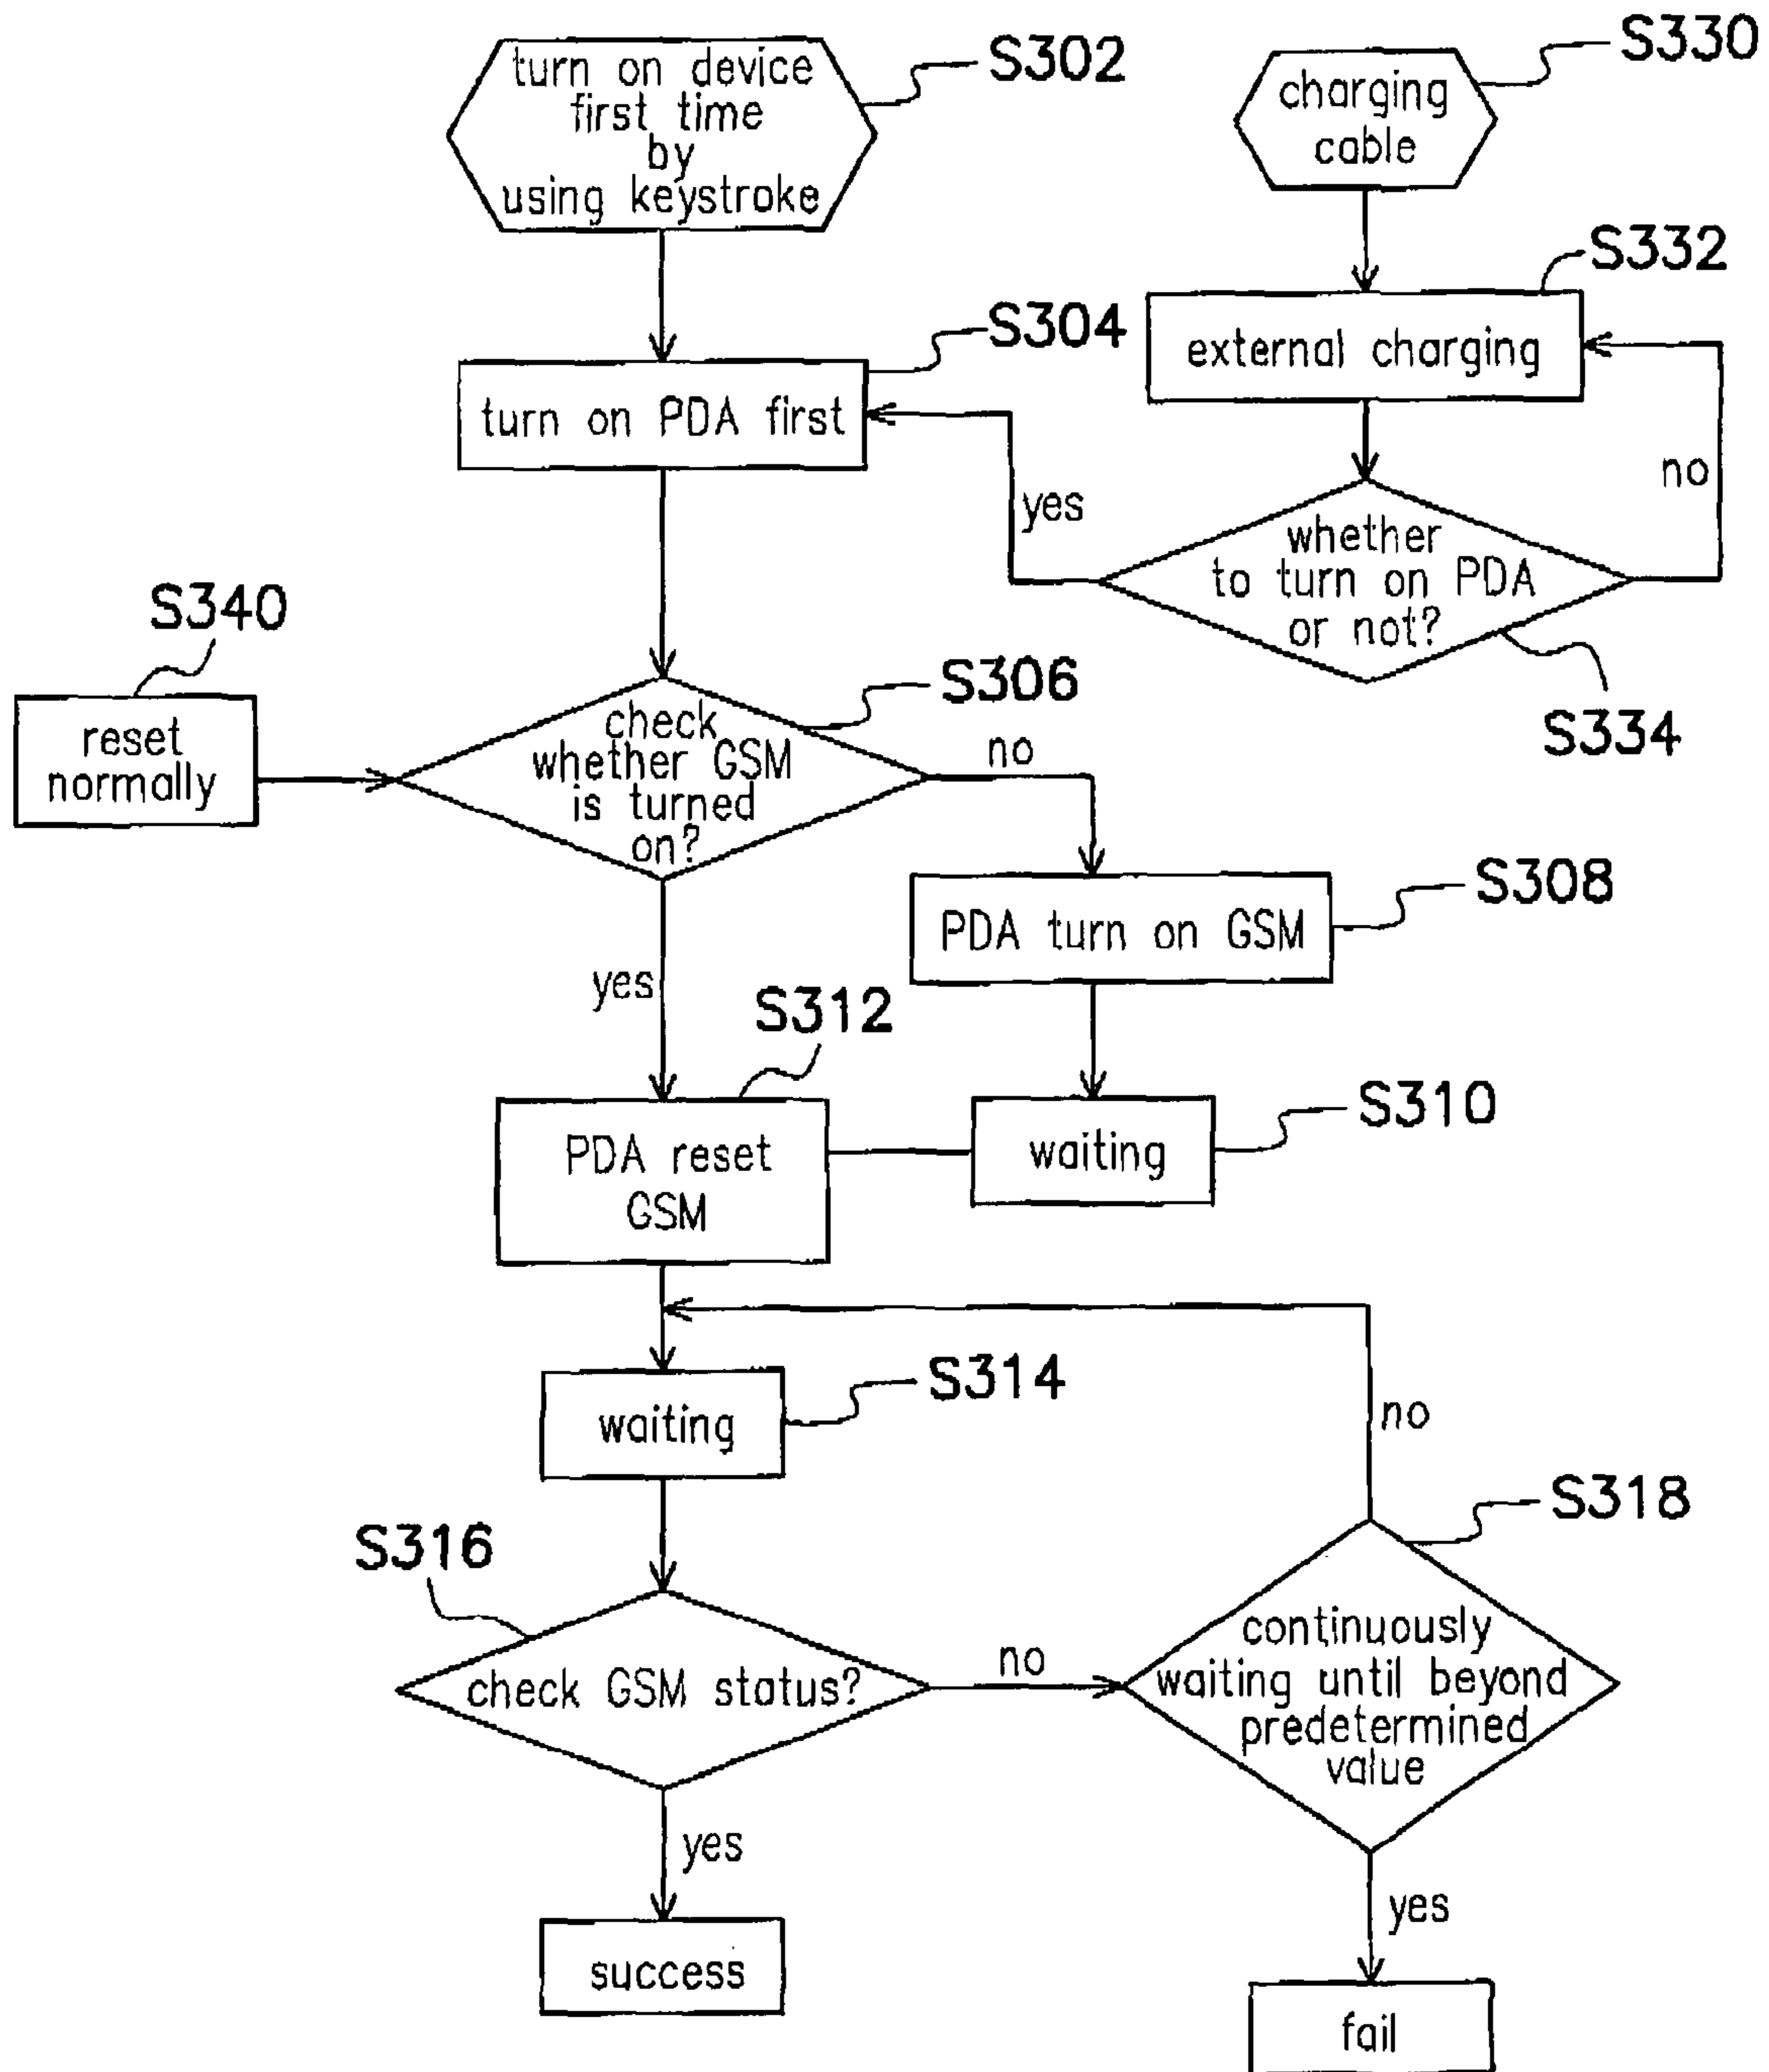 turn on device
first time
by
using keystroke
S302
charging
cable
S330
S332
external charging
S304
turn on PDA first
yes
no
whether
to turn on PDA
or not?
S334
S340
reset
normally
S306
check
whether GSM
is turned
on?
no
S308
PDA turn on GSM
yes
S312
PDA reset
GSM
S310
waiting
S314
waiting
no
S318
S316
check GSM status?
no
continuously
waiting until beyond
predetermined
value
yes
success
yes
fail